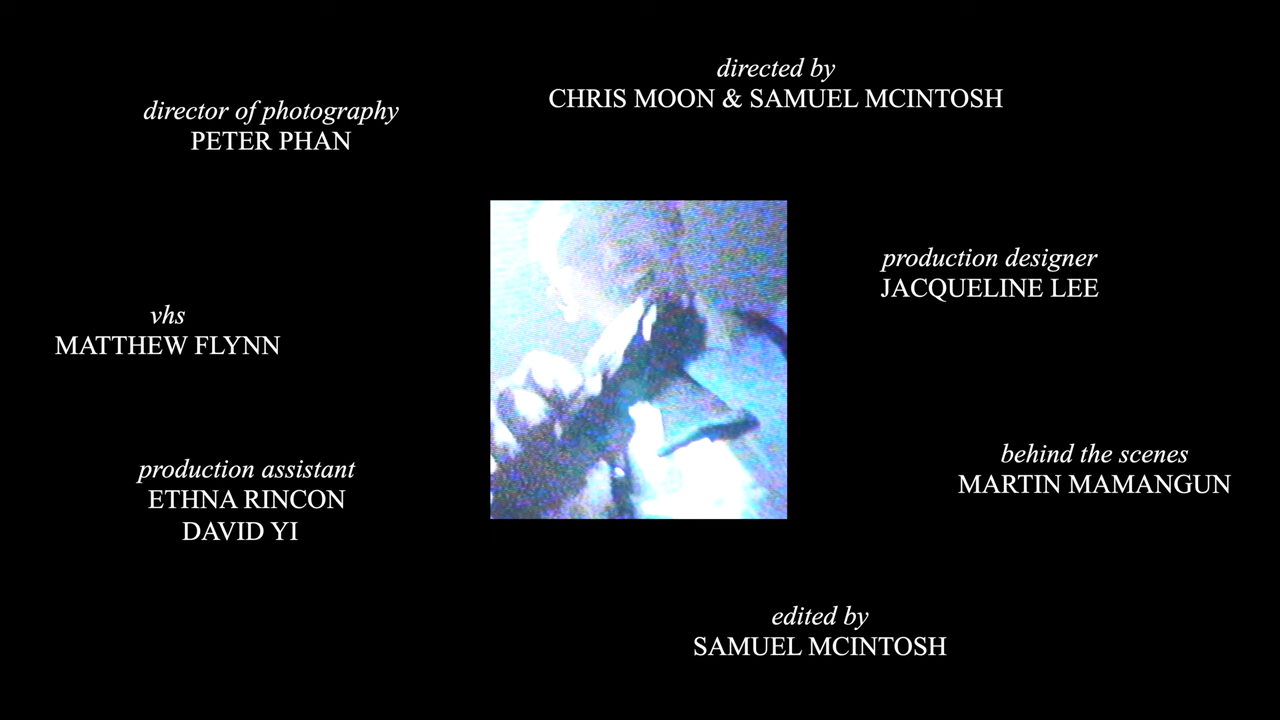 directed by
CHRIS MOON & SAMUEL MCINTOSH
director of photography
PETER PHAN
production designer
JACQUELINE LEE
vhs
MATTHEW FLYNN
behind the scenes
MARTIN MAMANGUN
production assistant
ETHNA RINCON
DAVID YI
edited by
SAMUEL MCINTOSH